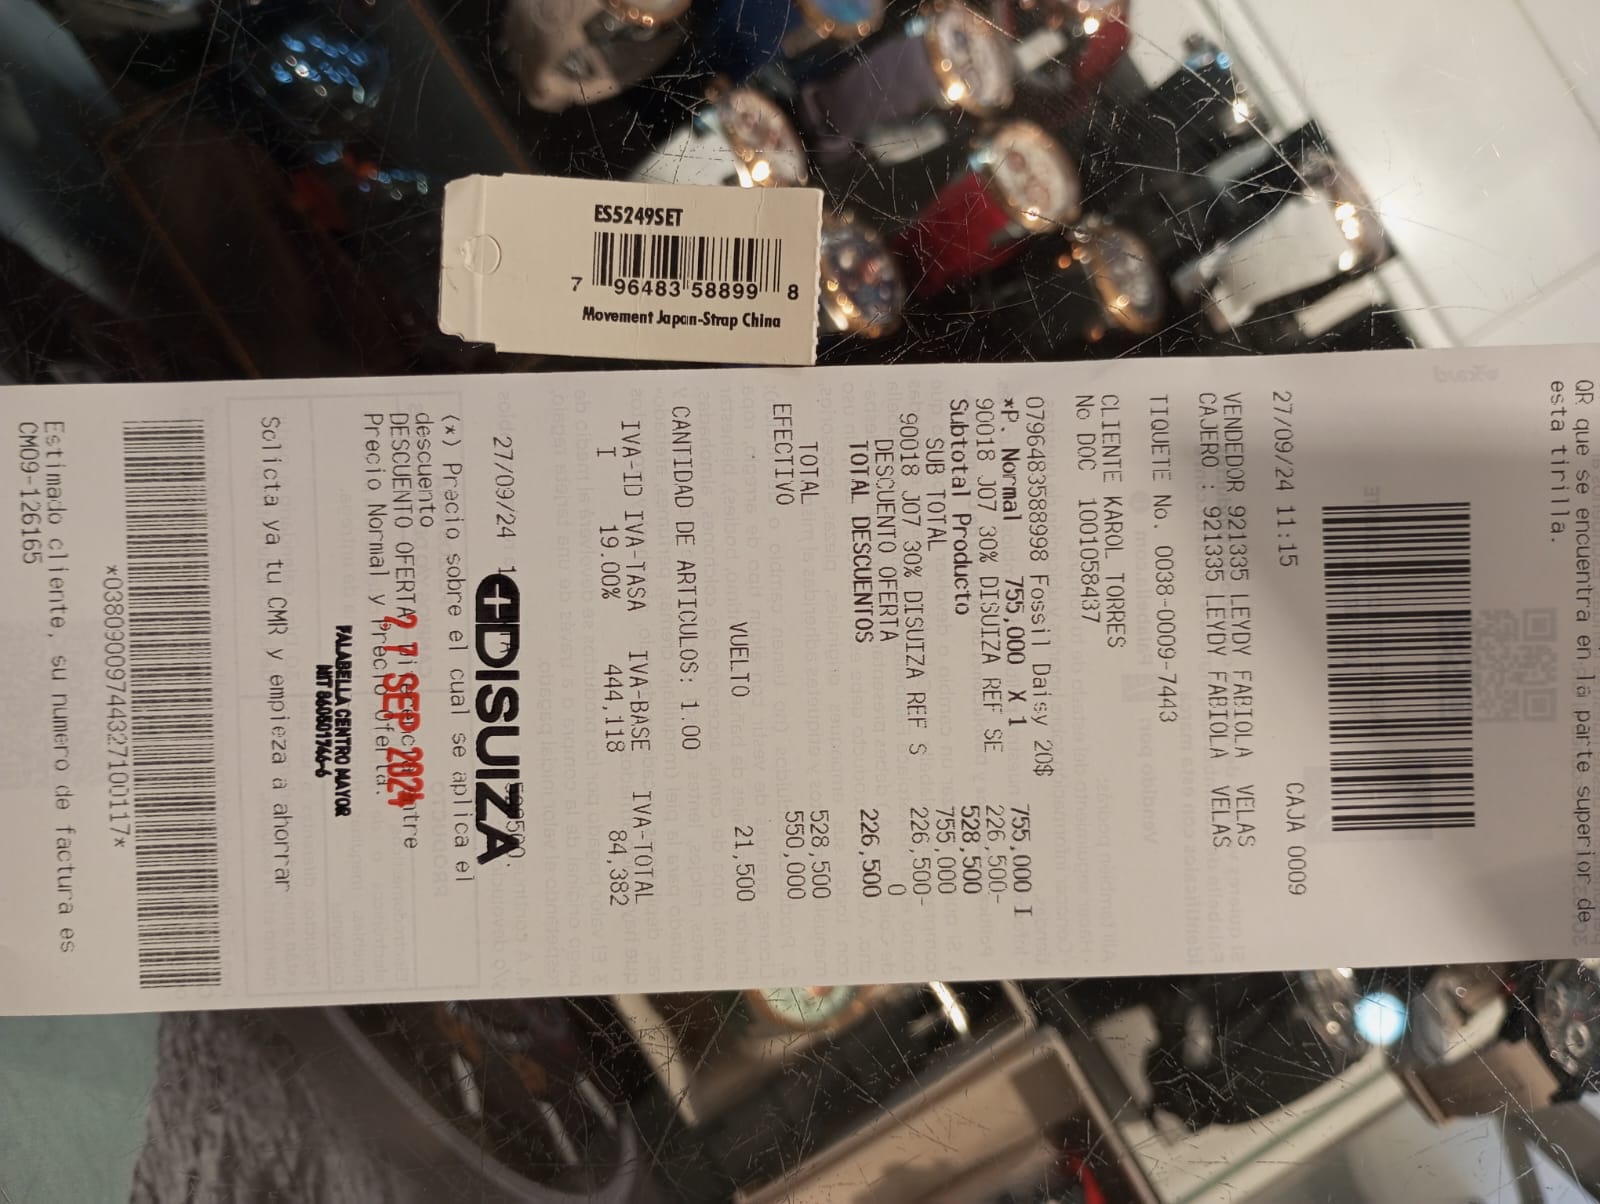 ES5249SET
7 96483 58899 8
Movement Japan-Strap China
QR que se encuentra en la parte superior de
esta tirilla.
27/09/24 11:15 CAJA 0009
VENDEDOR 921335 LEYDY FABIOLA VELAS
CAJERO : 921335 LEYDY FABIOLA VELAS
TIQUETE No. 0038-0009-7443
CLIENTE KAROL TORRES
No DOC 1001058437
0796483588998 Fossil Daisy 20$ 755,000 I
*P. Normal 755,000 X 1
90018 J07 30% DISUIZA REF SE 226,500-
Subtotal Producto 528,500
SUB TOTAL 755,000
90018 J07 30% DISUIZA REF S 226,500-
DESCUENTO OFERTA 0
TOTAL DESCUENTOS 226,500
TOTAL 528,500
EFECTIVO 550,000
VUELTO 21,500
CANTIDAD DE ARTICULOS: 1.00
IVA-ID IVA-TASA IVA-BASE IVA-TOTAL
I 19.00% 444,118 84,382
27/09/24
DISUIZA
(*) Precio sobre el cual se aplica el
descuento
DESCUENTO OFERTA
Precio Normal y Precio Oferta.
27 SEP 2024
FALABELLA CENTRO MAYOR
NIT 860801746-6
Solicta ya tu CMR y empieza a ahorrar
*038090097443271001117*
Estimado cliente, su numero de factura es
CM09-126165